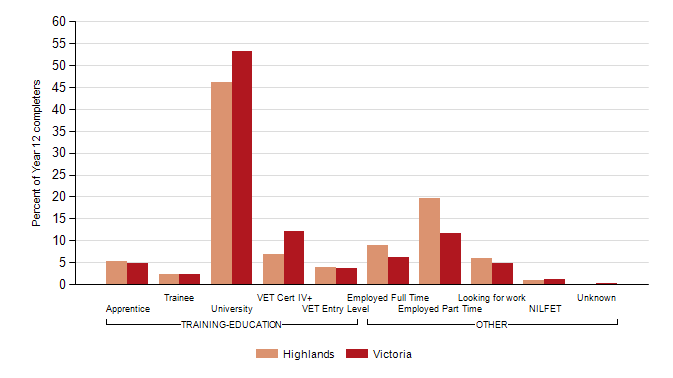 Percent of Year 12 completers
60
55
50
45
40
35
30
25
20
15
10
5
0
Apprentice
Trainee
University
VET Cert IV+
VET Entry Level
Employed Full Time
Employed Part Time
Looking for work
NILFET
Unknown
TRAINING-EDUCATION
OTHER
Highlands
Victoria